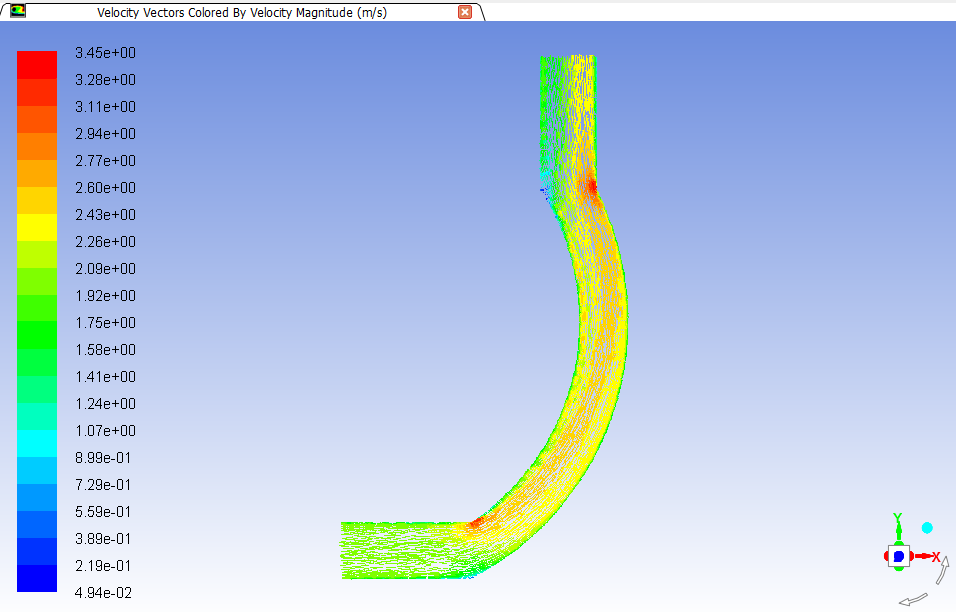 Velocity Vectors Colored By Velocity Magnitude (m/s)
3.45e+00
3.28e+00
3.11e+00
2.94e+00
2.77e+00
2.60e+00
2.43e+00
2.26e+00
2.09e+00
1.92e+00
1.75e+00
1.58e+00
1.41e+00
1.24e+00
1.07e+00
8.99e-01
7.29e-01
5.59e-01
3.89e-01
2.19e-01
4.94e-02
Y
X